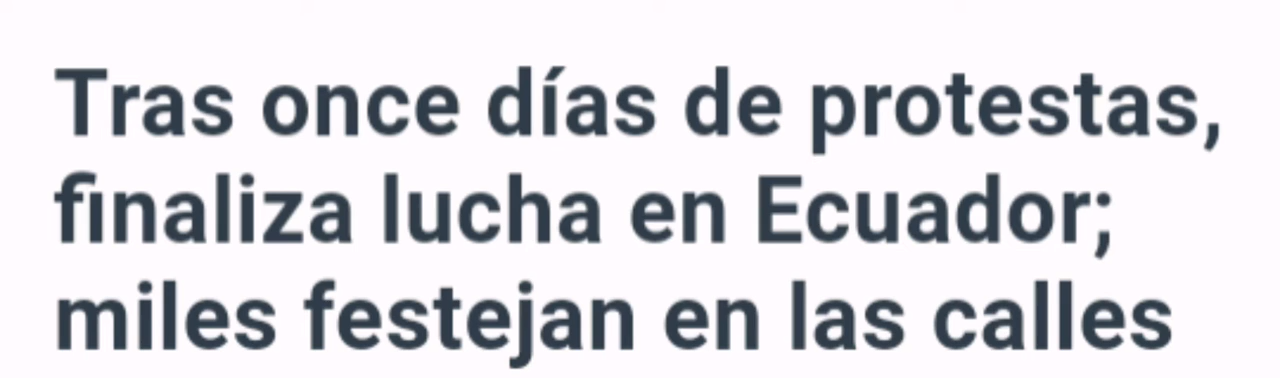 Tras once días de protestas,
finaliza lucha en Ecuador;
miles festejan en las calles